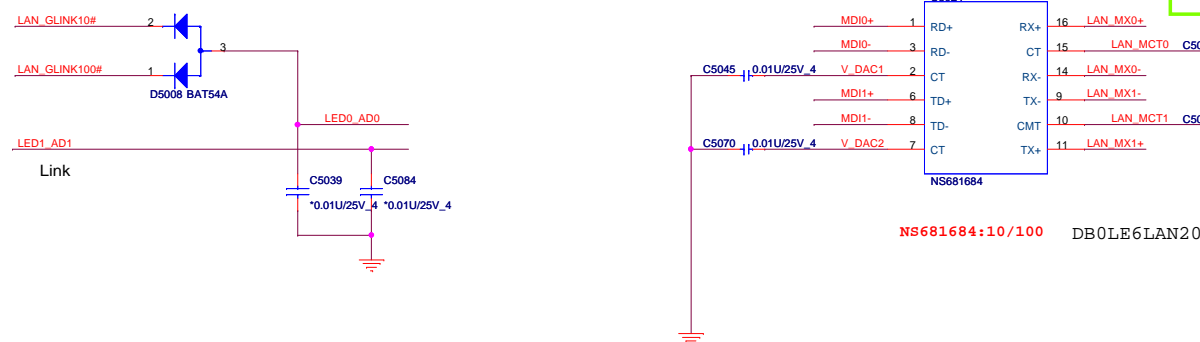 LAN_GLINK10#
2
3
LAN_GLINK100#
1
D5008 BAT54A
LED0_AD0
LED1_AD1
Link
C5039
*0.01U/25V_4
C5084
*0.01U/25V_4
MDI0+
1
RD+
RX+
16
LAN_MX0+
MDI0-
3
RD-
CT
15
LAN_MCT0
C5045
0.01U/25V_4
V_DAC1
2
CT
RX-
14
LAN_MX0-
MDI1+
6
TD+
TX-
9
LAN_MX1-
MDI1-
8
TD-
CMT
10
LAN_MCT1
C5070
0.01U/25V_4
V_DAC2
7
CT
TX+
11
LAN_MX1+
NS681684
NS681684:10/100
DB0LE6LAN20